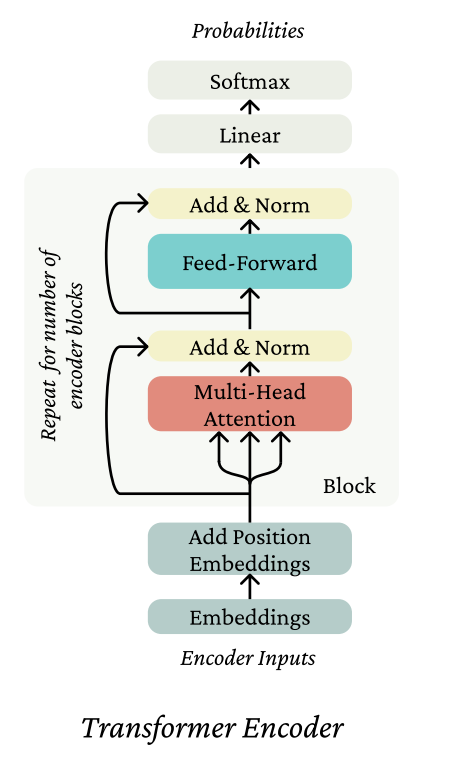 Probabilities
Softmax
Linear
Add & Norm
Feed-Forward
Repeat for number of
encoder blocks
Add & Norm
Multi-Head
Attention
Block
Add Position
Embeddings
Embeddings
Encoder Inputs
Transformer Encoder